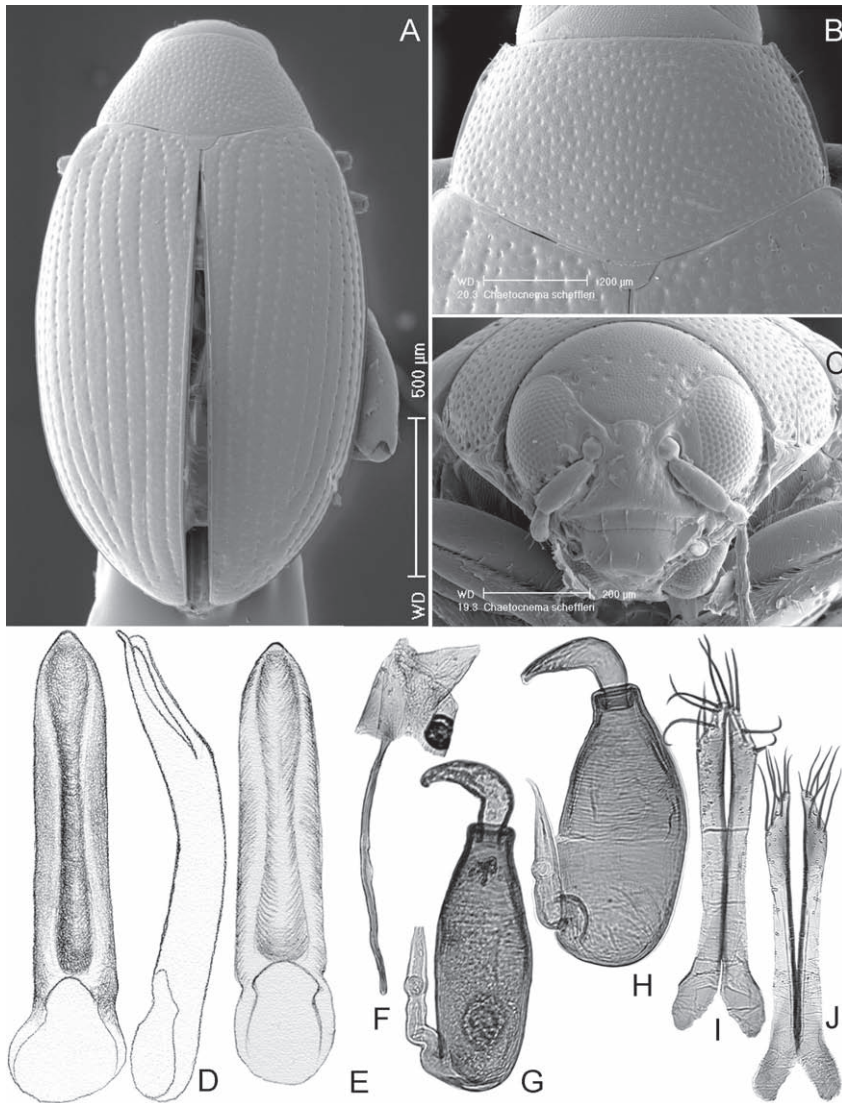 A
B
WD 200 µm
20.3 Chaetocnema scheffleri
C
WD 200 µm
19.3 Chaetocnema scheffleri
WD 500 µm
D
E
F
G
H
I
J